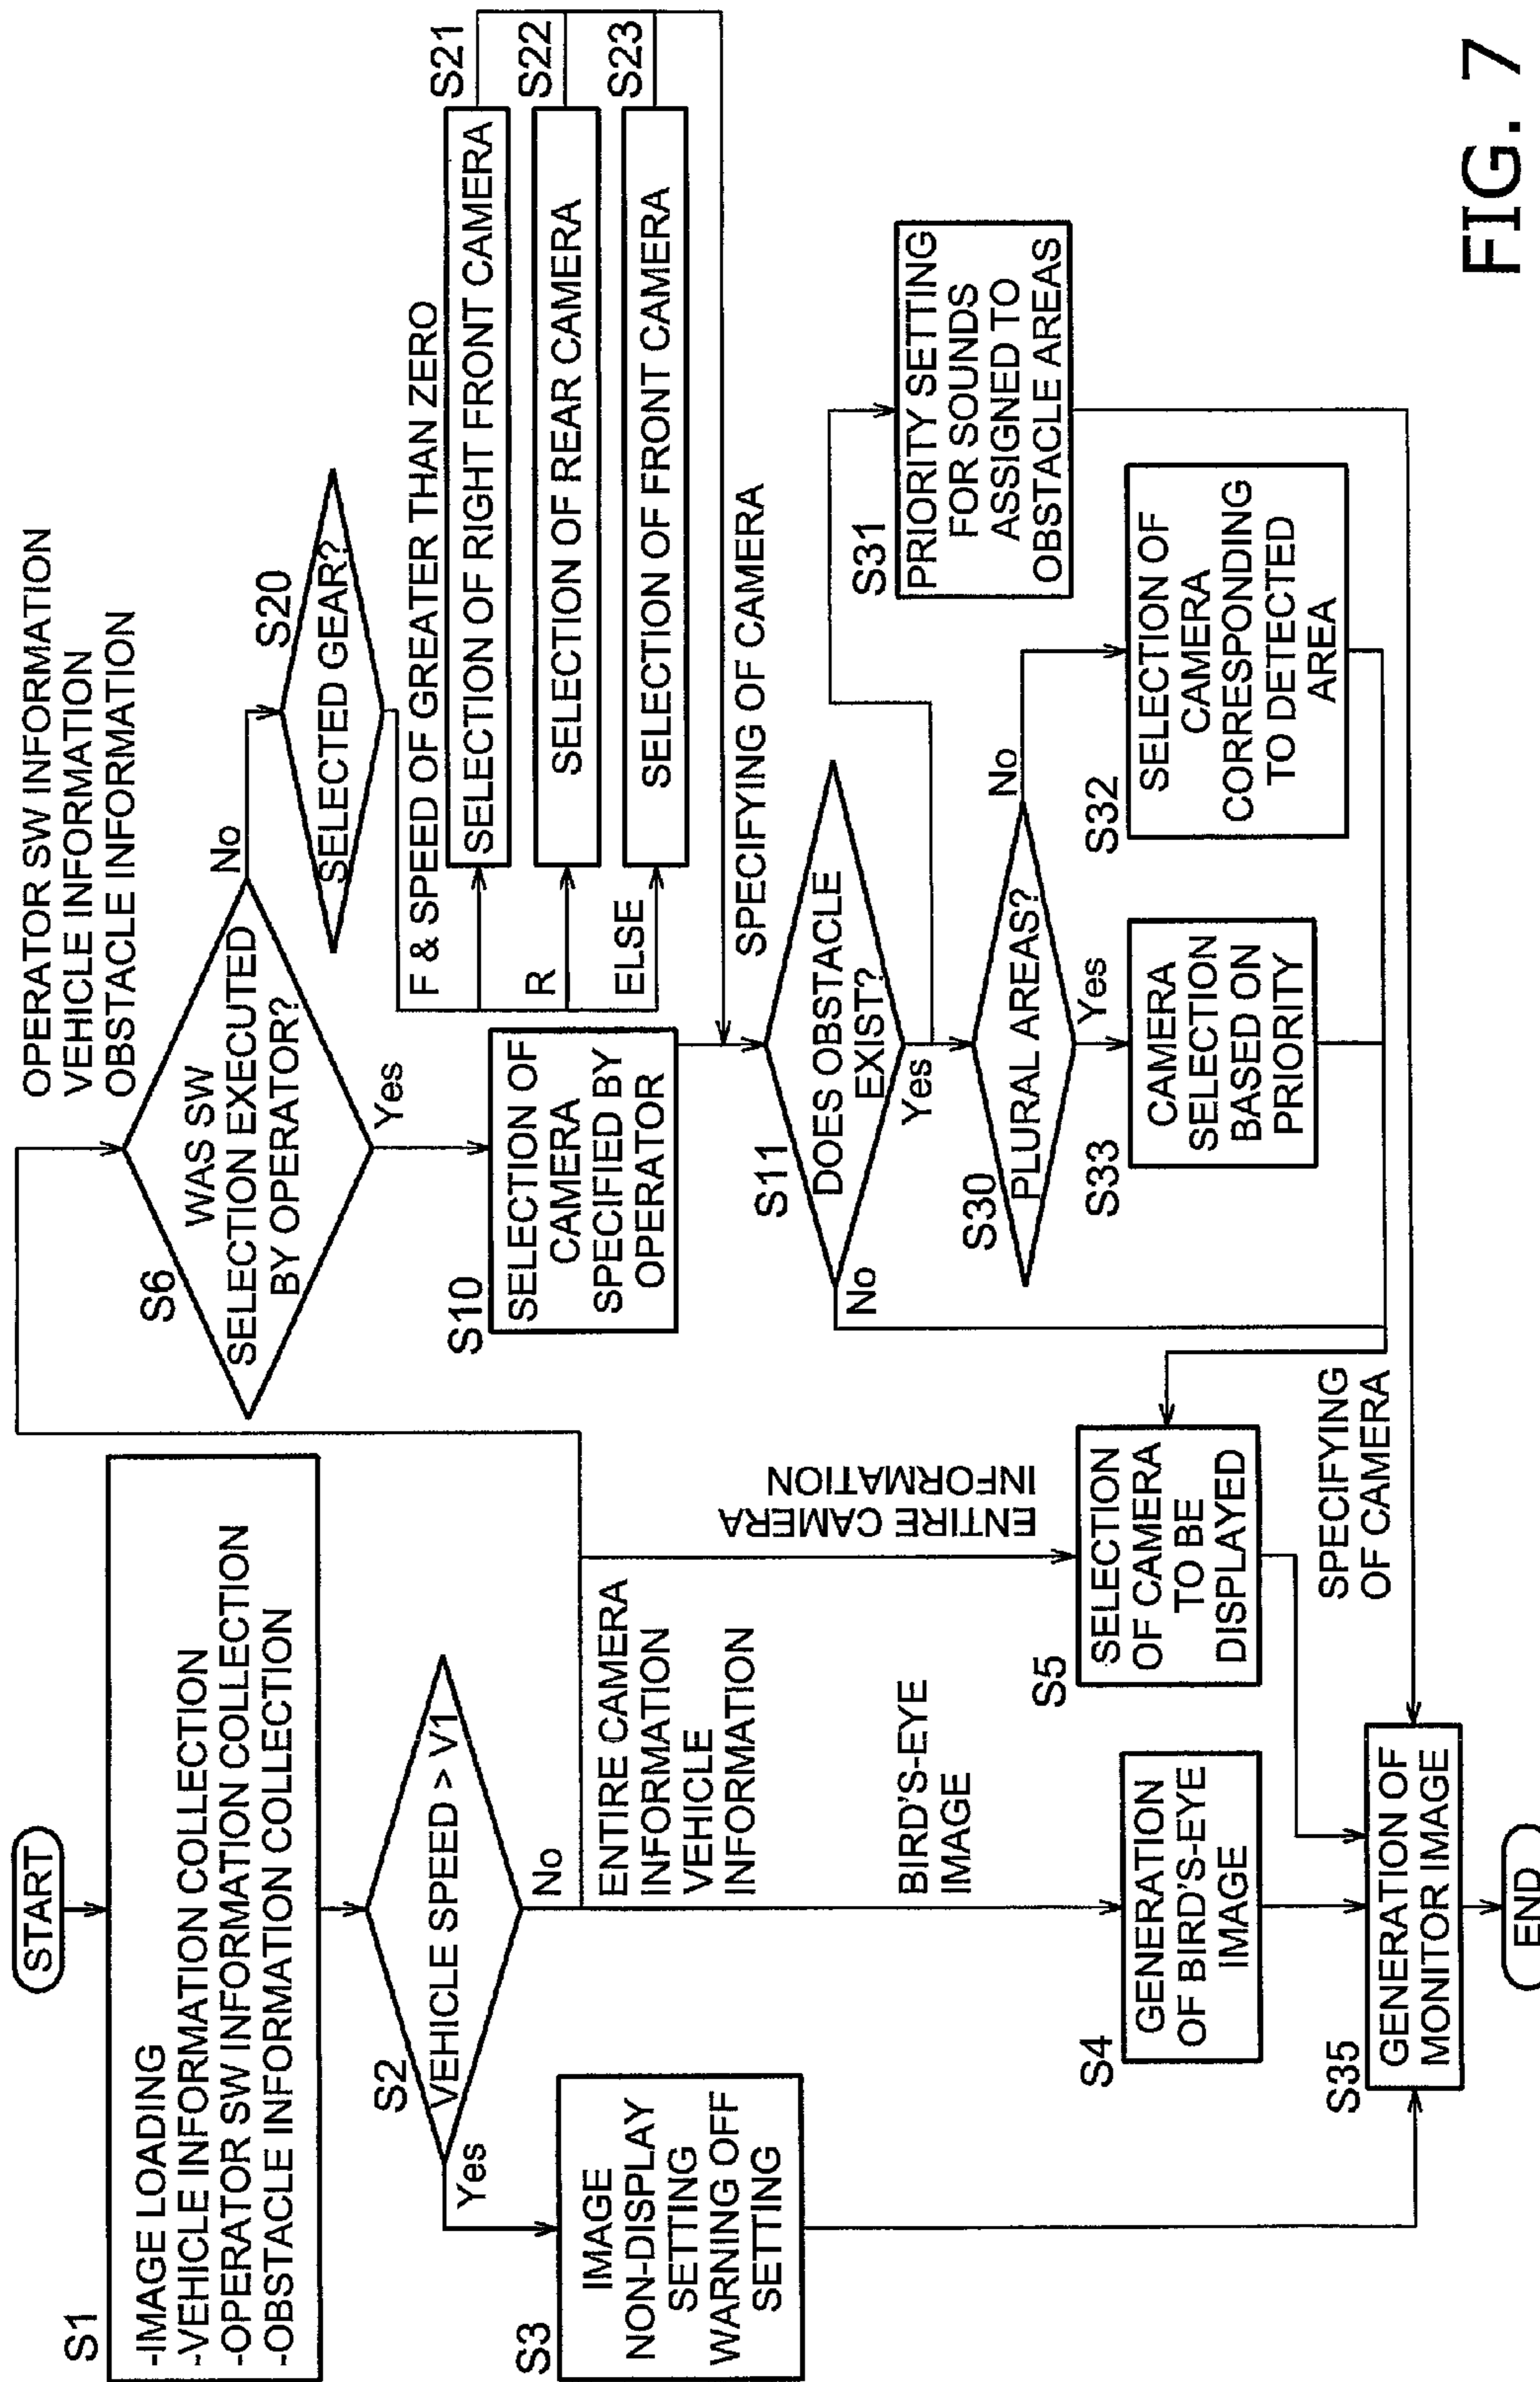 START
S1
-IMAGE LOADING
-VEHICLE INFORMATION COLLECTION
-OPERATOR SW INFORMATION COLLECTION
-OBSTACLE INFORMATION COLLECTION
S2
VEHICLE SPEED > V1
Yes
No
S3
IMAGE
NON-DISPLAY
SETTING
WARNING OFF
SETTING
ENTIRE CAMERA
INFORMATION
VEHICLE
INFORMATION
BIRD'S-EYE
IMAGE
S4
GENERATION
OF BIRD'S-EYE
IMAGE
ENTIRE CAMERA
INFORMATION
S5
SELECTION
OF CAMERA
TO BE
DISPLAYED
SPECIFYING
OF CAMERA
S35
GENERATION OF
MONITOR IMAGE
END
OPERATOR SW INFORMATION
VEHICLE INFORMATION
OBSTACLE INFORMATION
S6
WAS SW
SELECTION EXECUTED
BY OPERATOR?
No
Yes
S10
SELECTION OF
CAMERA
SPECIFIED BY
OPERATOR
S20
SELECTED GEAR?
F & SPEED OF GREATER THAN ZERO
SELECTION OF RIGHT FRONT CAMERA
S21
R
SELECTION OF REAR CAMERA
S22
ELSE
SELECTION OF FRONT CAMERA
S23
SPECIFYING OF CAMERA
S11
DOES OBSTACLE
EXIST?
No
Yes
S30
PLURAL AREAS?
No
Yes
S31
PRIORITY SETTING
FOR SOUNDS
ASSIGNED TO
OBSTACLE AREAS
S32
SELECTION OF
CAMERA
CORRESPONDING
TO DETECTED
AREA
S33
CAMERA
SELECTION
BASED ON
PRIORITY
FIG. 7